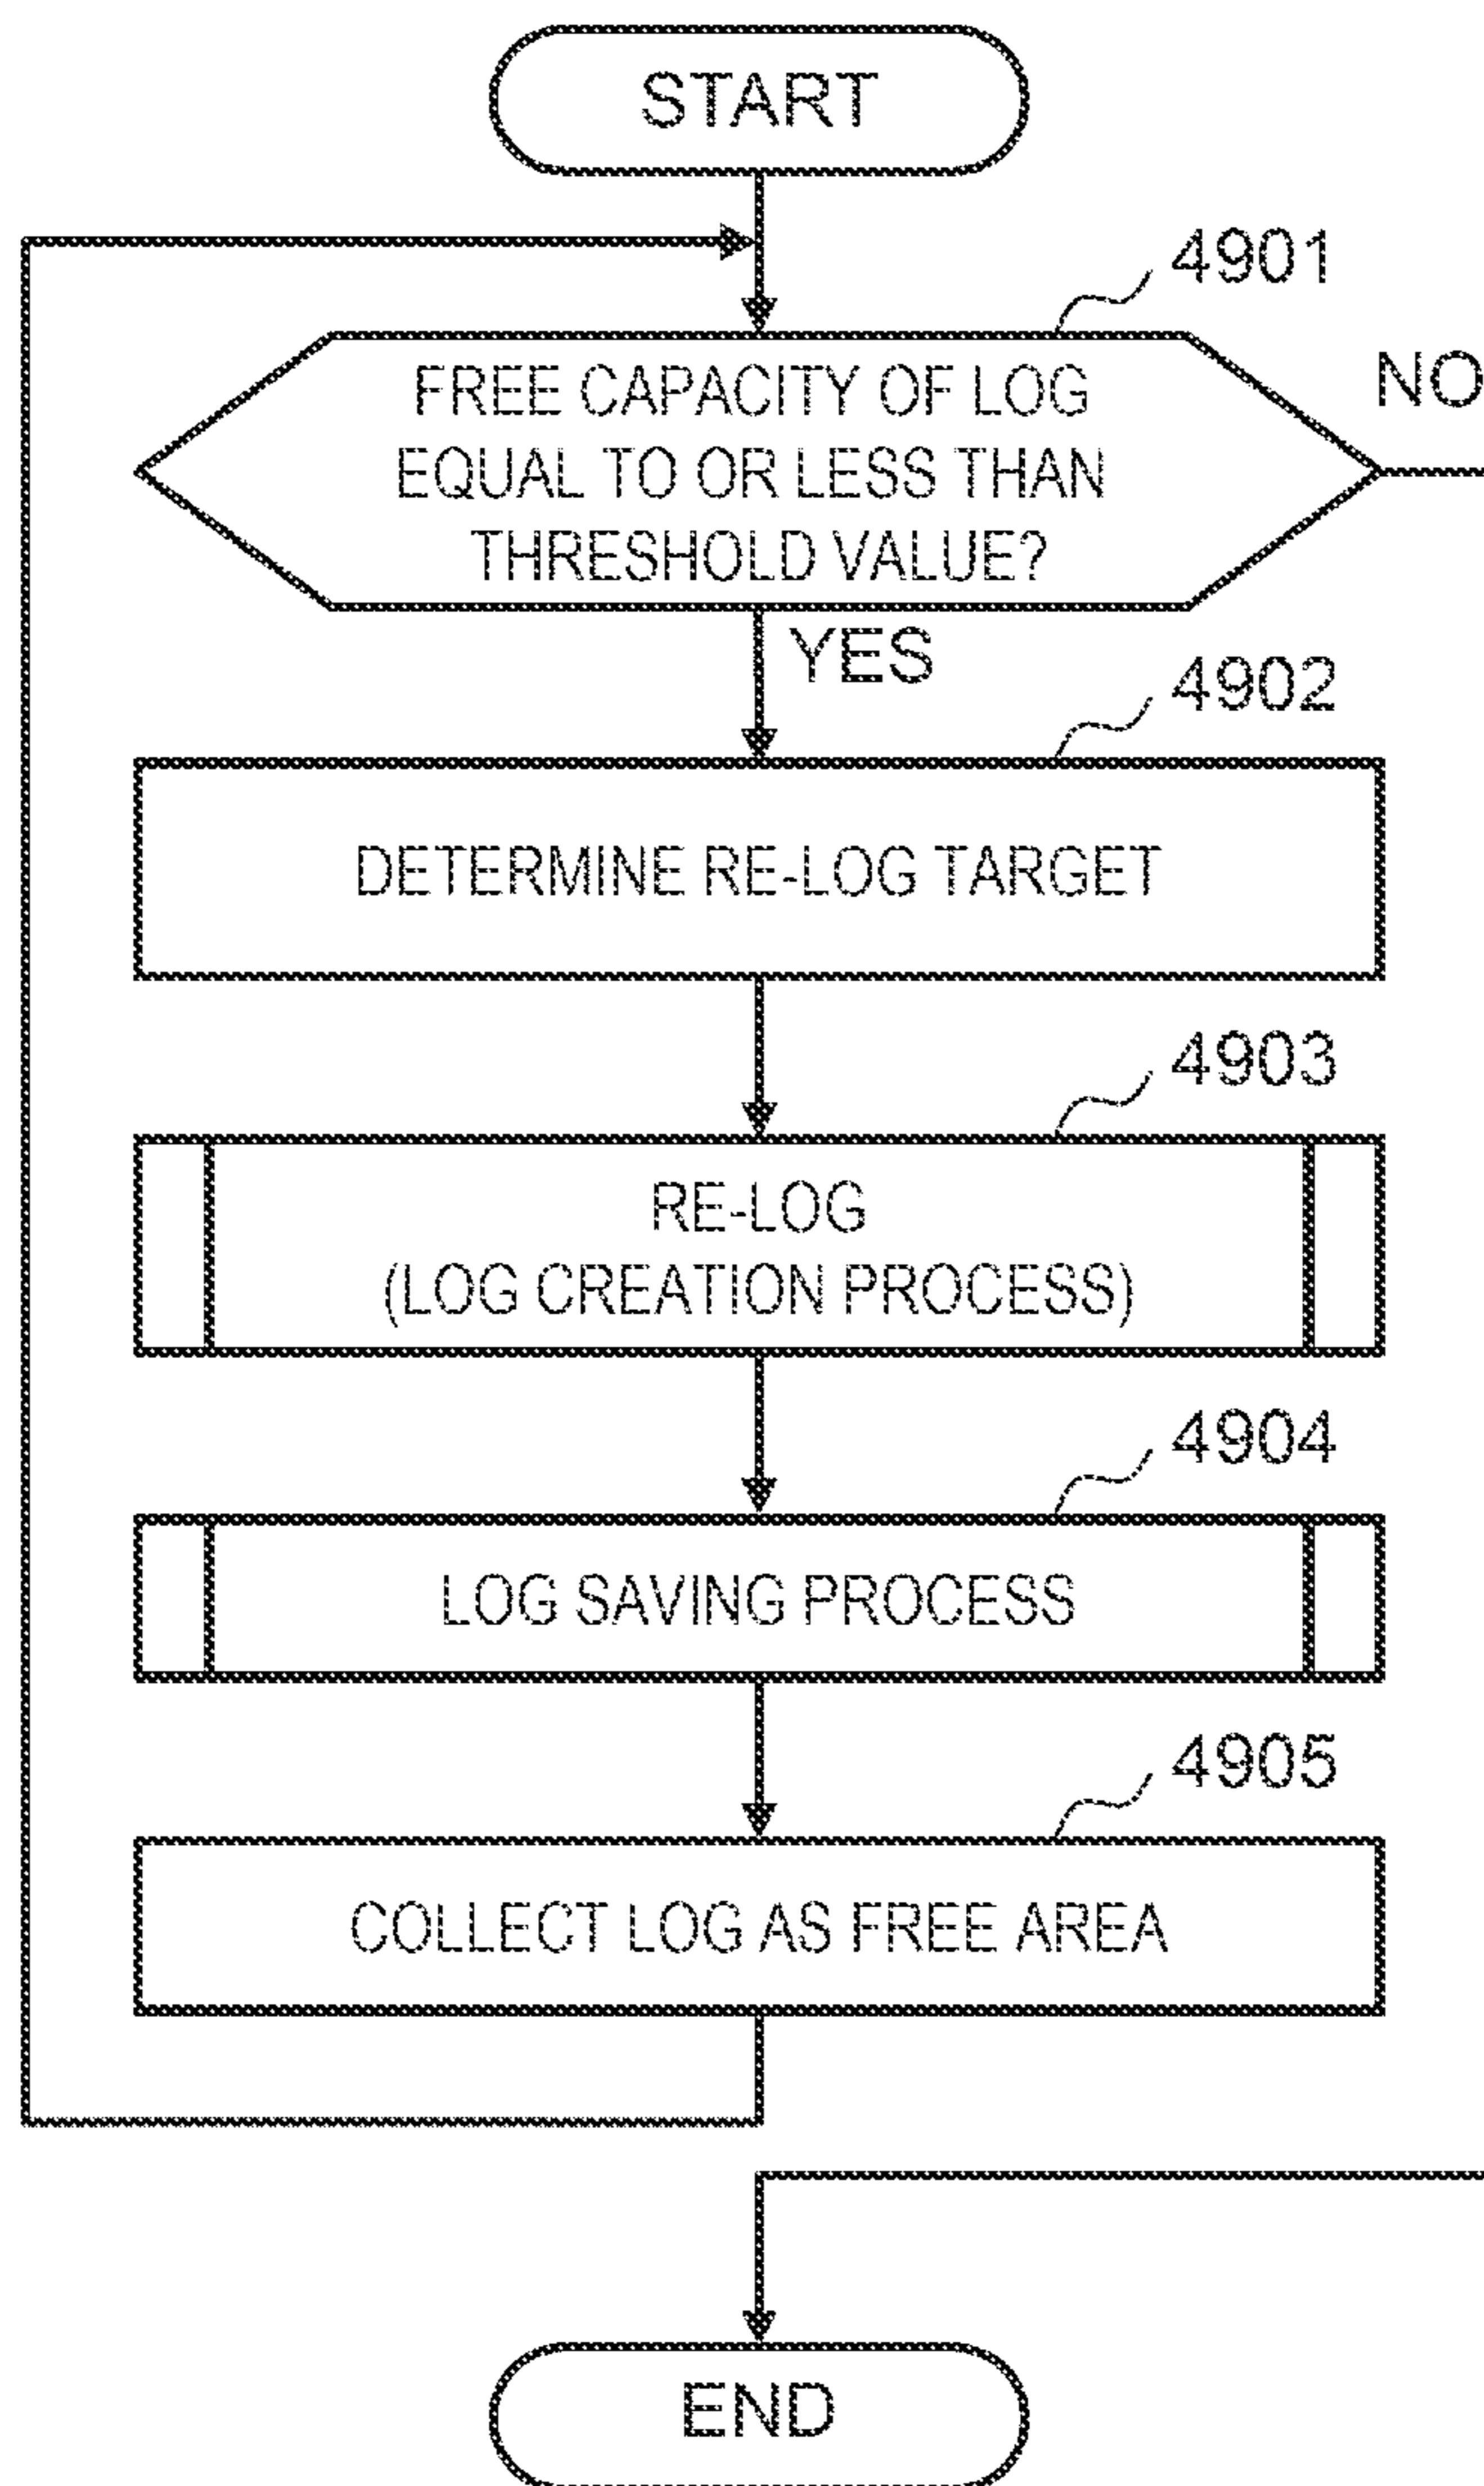 START
4901
FREE CAPACITY OF LOG
EQUAL TO OR LESS THAN
THRESHOLD VALUE?
NO
YES
4902
DETERMINE RE-LOG TARGET
4903
RE-LOG
(LOG CREATION PROCESS)
4904
LOG SAVING PROCESS
4905
COLLECT LOG AS FREE AREA
END